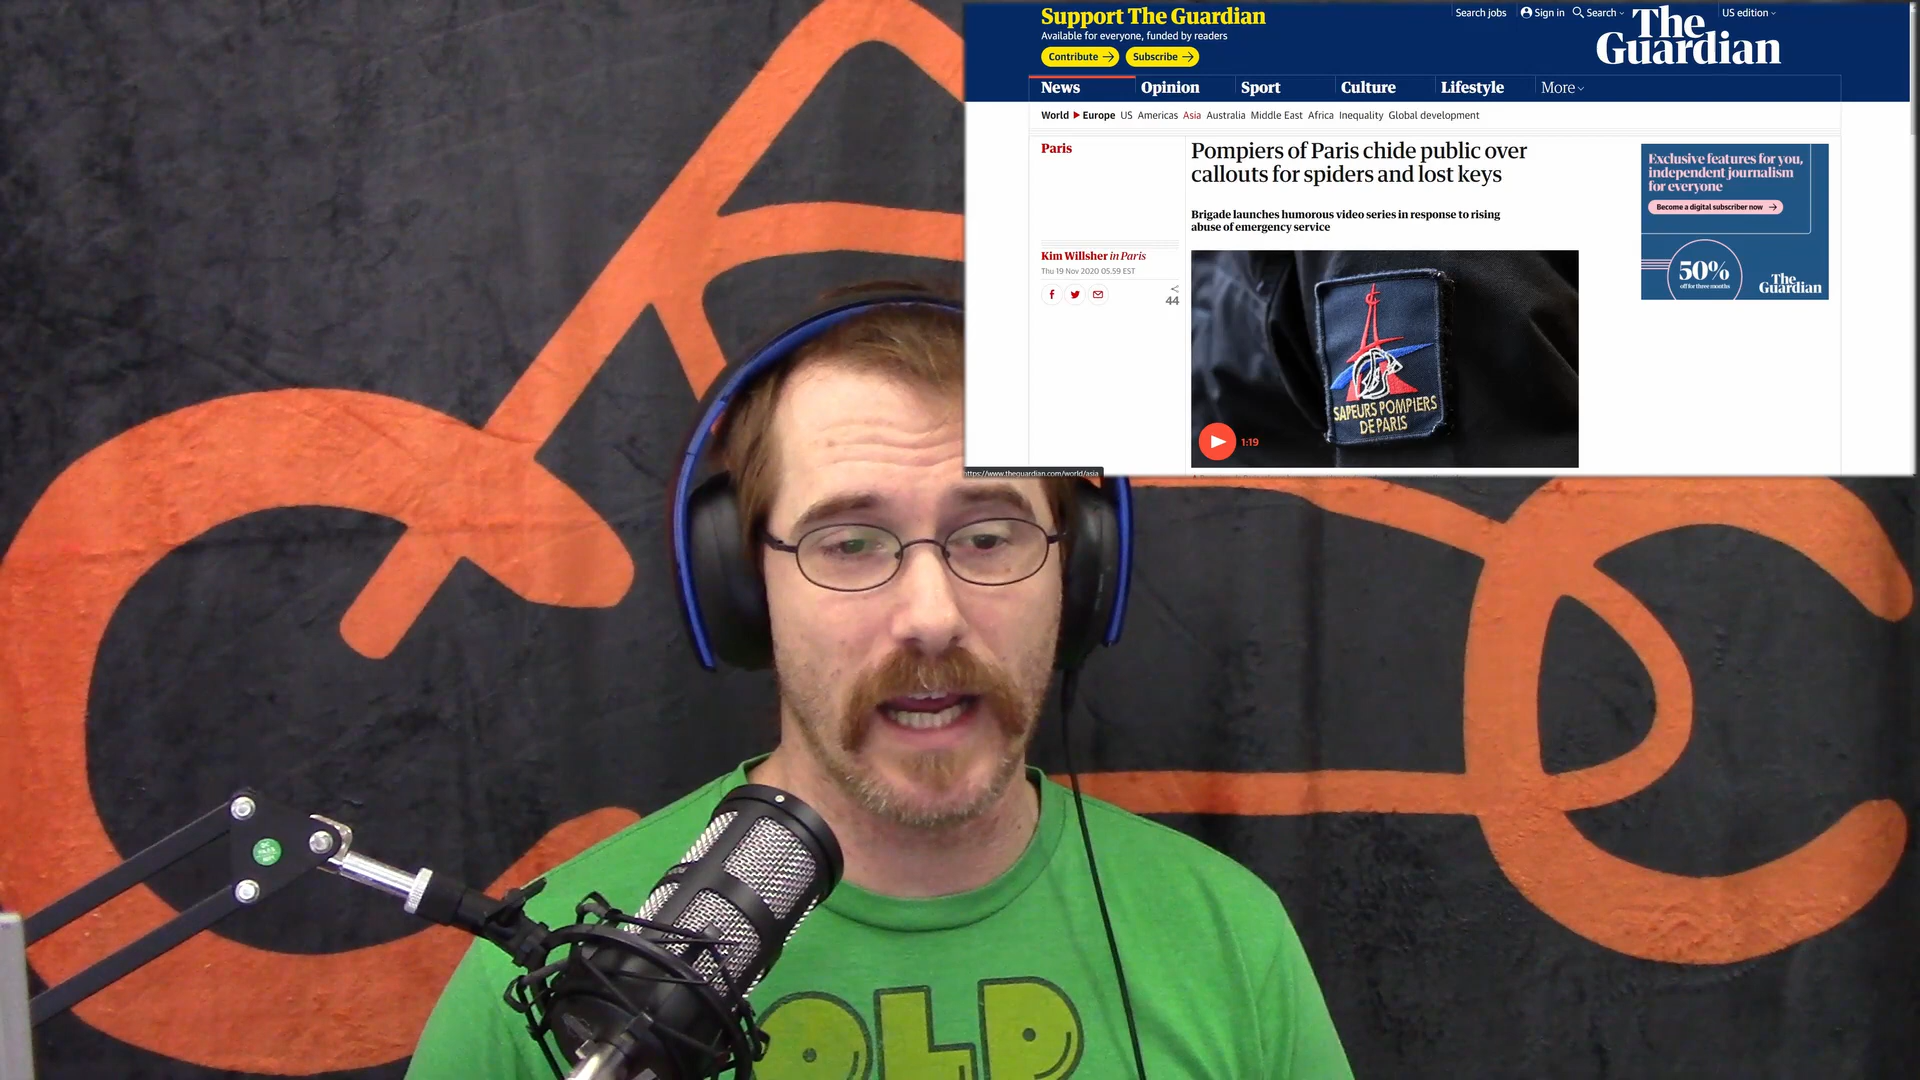 Support The Guardian
Available for everyone, funded by readers
Contribute → Subscribe →
Search jobs Sign in Search US edition
The
Guardian
News Opinion Sport Culture Lifestyle More
World ▶ Europe US Americas Asia Australia Middle East Africa Inequality Global development
Paris
Pompiers of Paris chide public over
callouts for spiders and lost keys
Brigade launches humorous video series in response to rising
abuse of emergency service
Kim Willsher in Paris
Thu 19 Nov 2020 05.59 EST
44
SAPEURS POMPIERS
DE PARIS
1:19
Exclusive features for you,
independent journalism
for everyone
Become a digital subscriber now →
50%
off for three months
The
Guardian
https://www.theguardian.com/world/asia
OLD